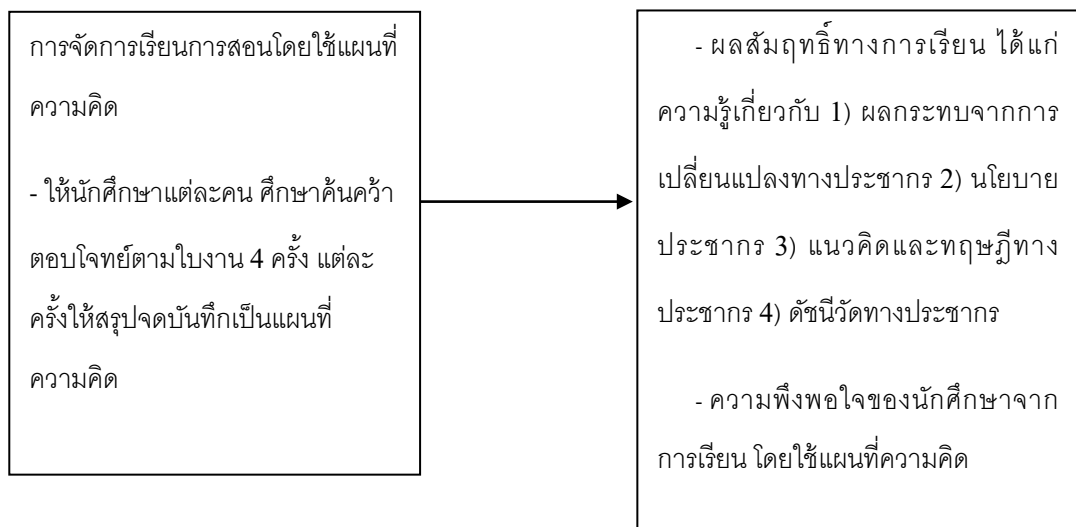 การจัดการเรียนการสอนโดยใช้แผนที่
ความคิด
- ให้นักศึกษาแต่ละคน ศึกษาค้นคว้า
ตอบโจทย์ตามใบงาน 4 ครั้ง แต่ละ
ครั้งให้สรุปจดบันทึกเป็นแผนที่
ความคิด
- ผลสัมฤทธิ์ทางการเรียน ได้แก่
ความรู้เกี่ยวกับ 1) ผลกระทบจากการ
เปลี่ยนแปลงทางประชากร 2) นโยบาย
ประชากร 3) แนวคิดและทฤษฎีทาง
ประชากร 4) ดัชนีวัดทางประชากร
- ความพึงพอใจของนักศึกษาจาก
การเรียน โดยใช้แผนที่ความคิด